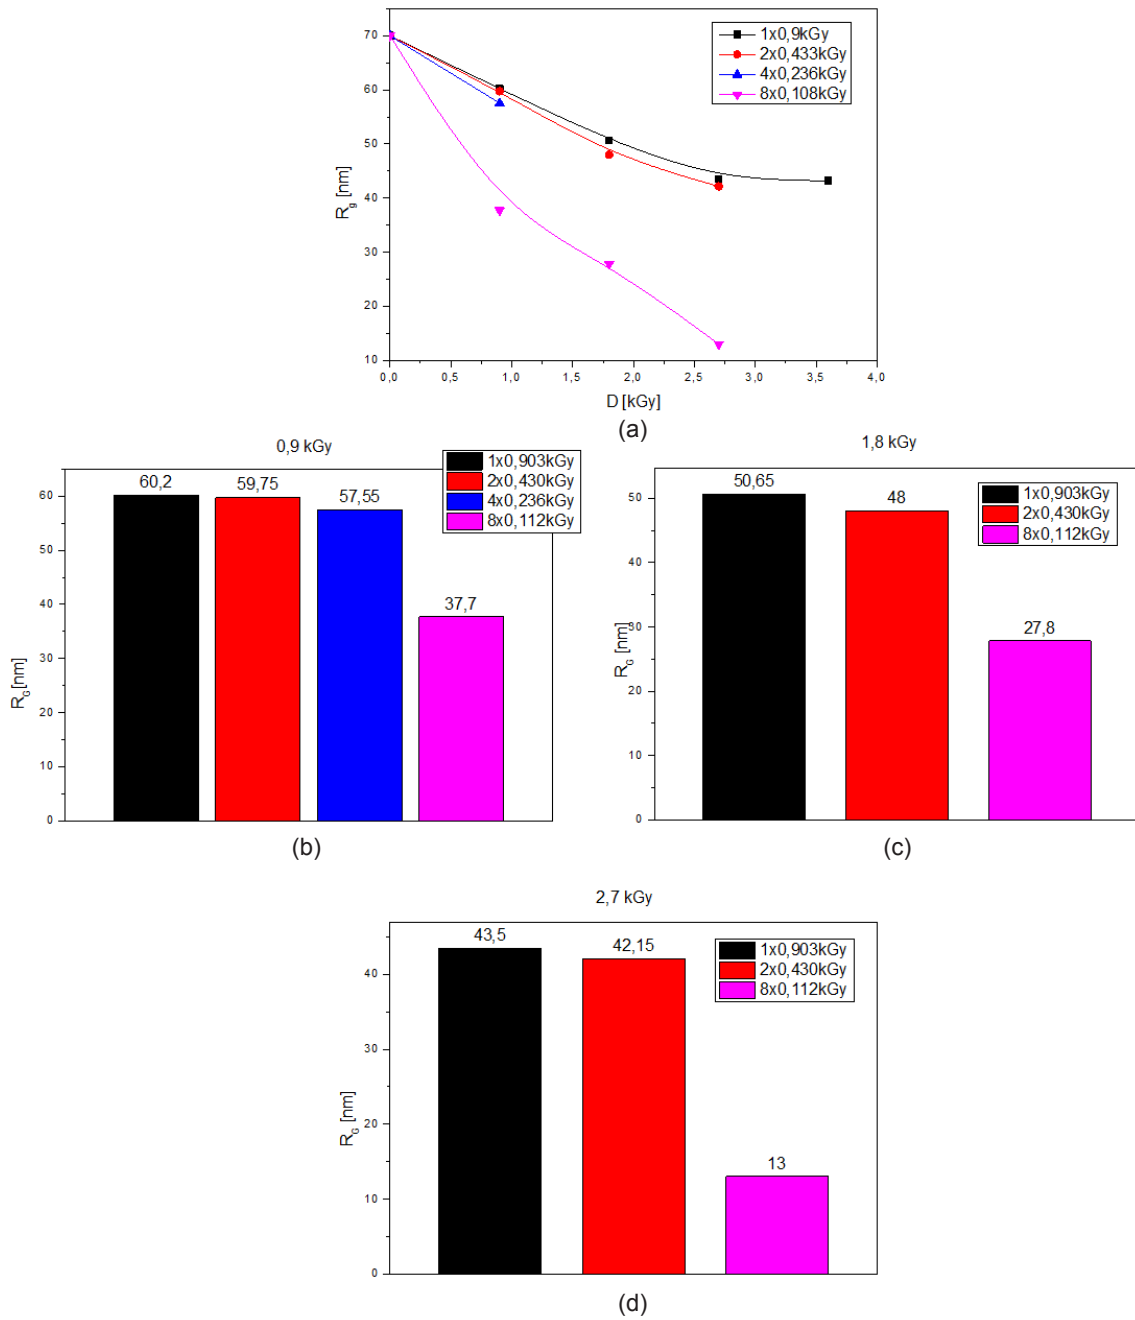 1x0,9kGy
2x0,433kGy
4x0,236kGy
8x0,108kGy
70
60
50
40
30
20
10
R_g [nm]
0,0 0,5 1,0 1,5 2,0 2,5 3,0 3,5 4,0
D [kGy]
(a)
0,9 kGy
1x0,903kGy
2x0,430kGy
4x0,236kGy
8x0,112kGy
60,2 59,75 57,55 37,7
60
50
40
30
20
10
0
R_G [nm]
(b)
1,8 kGy
1x0,903kGy
2x0,430kGy
8x0,112kGy
50,65 48 27,8
50
40
30
20
10
0
R_G [nm]
(c)
2,7 kGy
1x0,903kGy
2x0,430kGy
8x0,112kGy
43,5 42,15 13
40
30
20
10
0
R_G [nm]
(d)